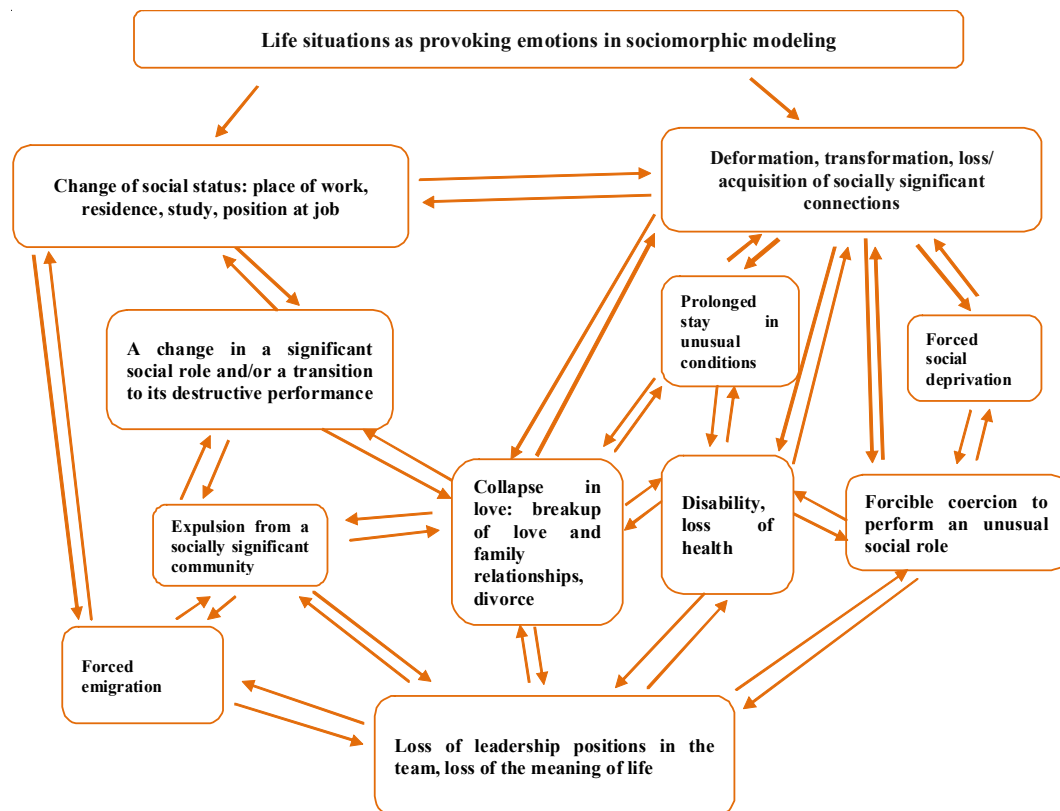 Life situations as provoking emotions in sociomorphic modeling
Change of social status: place of work,
residence, study, position at job
Deformation, transformation, loss/
acquisition of socially significant
connections
Prolonged
stay in
unusual
conditions
A change in a significant
social role and/or a transition
to its destructive performance
Forced
social
deprivation
Collapse in
love: breakup
of love and
family
relationships,
divorce
Disability,
loss of
health
Forcible coercion to
perform an unusual
social role
Expulsion from a
socially significant
community
Forced
emigration
Loss of leadership positions in the
team, loss of the meaning of life